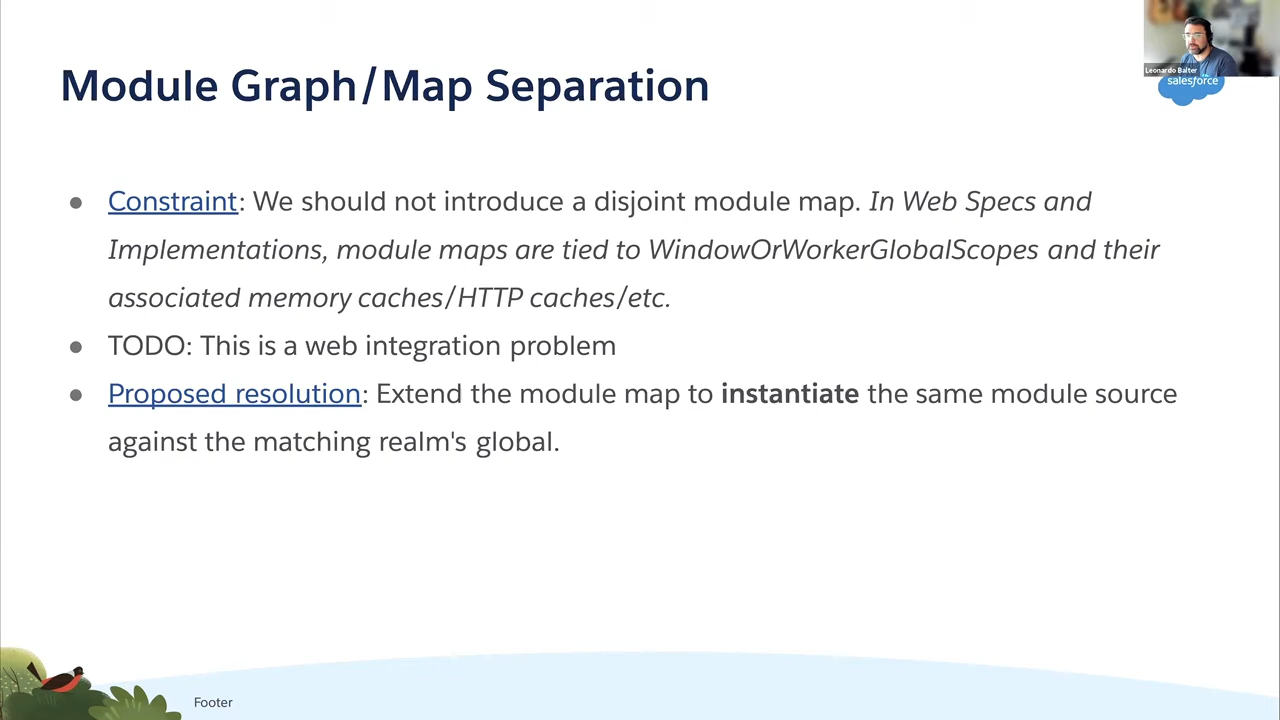 Module Graph/Map Separation
Leonardo Balter
salesforce
● Constraint: We should not introduce a disjoint module map. In Web Specs and
Implementations, module maps are tied to WindowOrWorkerGlobalScopes and their
associated memory caches/HTTP caches/etc.
● TODO: This is a web integration problem
● Proposed resolution: Extend the module map to instantiate the same module source
against the matching realm's global.
Footer